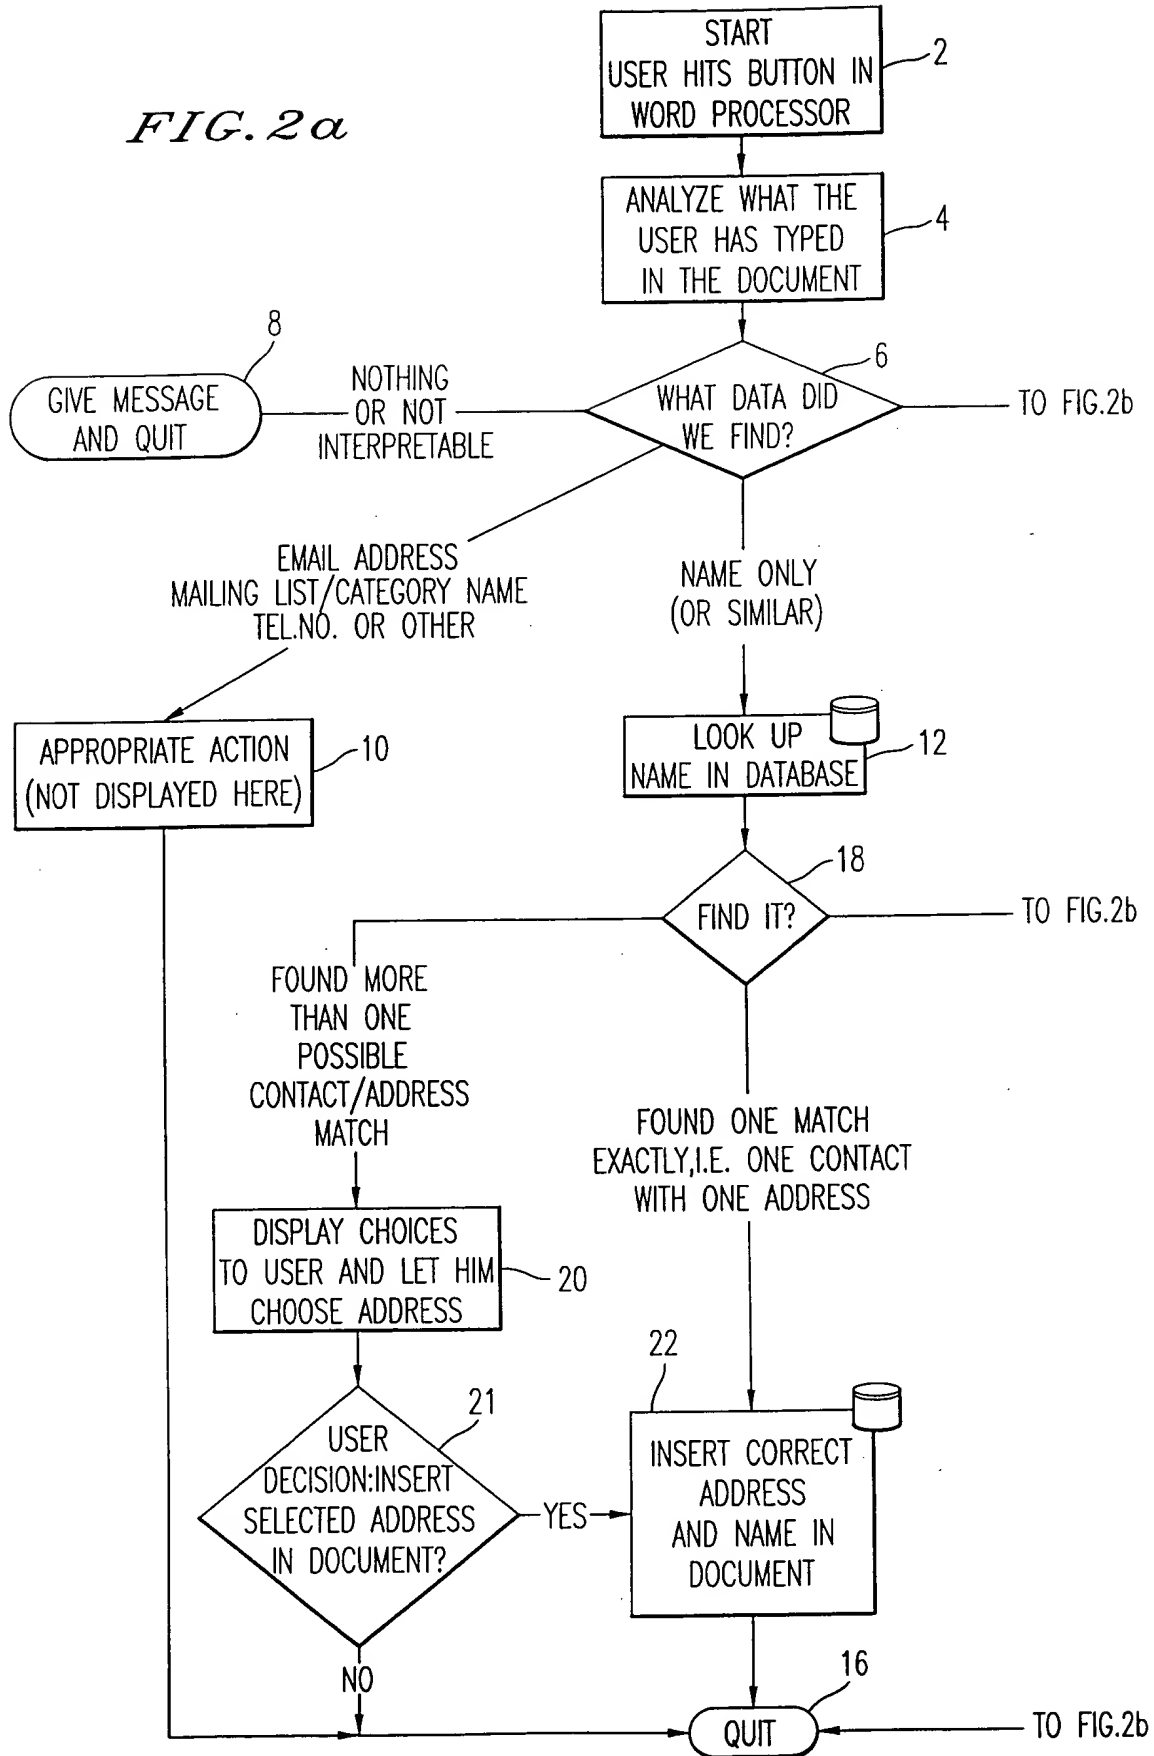 FIG. 2a
START
USER HITS BUTTON IN
WORD PROCESSOR
2
ANALYZE WHAT THE
USER HAS TYPED
IN THE DOCUMENT
4
8
GIVE MESSAGE
AND QUIT
NOTHING
OR NOT
INTERPRETABLE
6
WHAT DATA DID
WE FIND?
TO FIG.2b
EMAIL ADDRESS
MAILING LIST/CATEGORY NAME
TEL.NO. OR OTHER
NAME ONLY
(OR SIMILAR)
APPROPRIATE ACTION
(NOT DISPLAYED HERE)
10
LOOK UP
NAME IN DATABASE
12
18
FIND IT?
TO FIG.2b
FOUND MORE
THAN ONE
POSSIBLE
CONTACT/ADDRESS
MATCH
FOUND ONE MATCH
EXACTLY,I.E. ONE CONTACT
WITH ONE ADDRESS
DISPLAY CHOICES
TO USER AND LET HIM
CHOOSE ADDRESS
20
21
USER
DECISION:INSERT
SELECTED ADDRESS
IN DOCUMENT?
YES
22
INSERT CORRECT
ADDRESS
AND NAME IN
DOCUMENT
NO
16
QUIT
TO FIG.2b